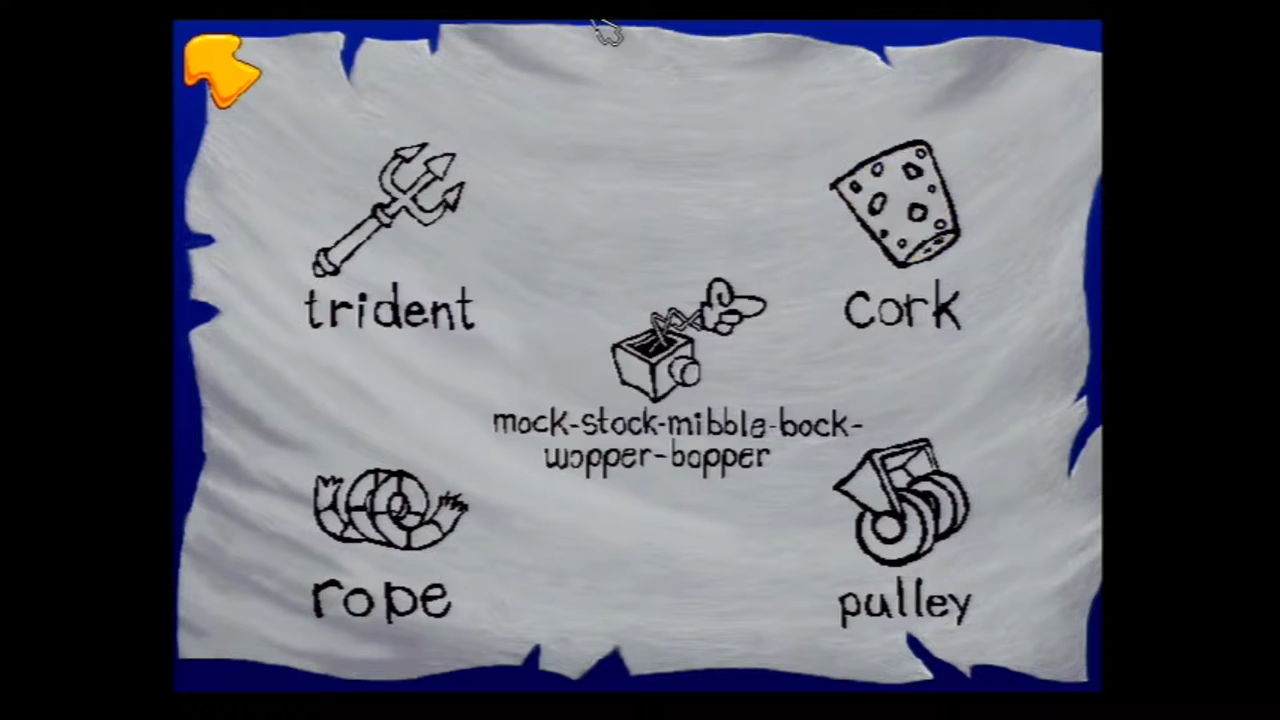 trident
cork
mock-stock-mibble-bock-
wopper-bopper
rope
pulley